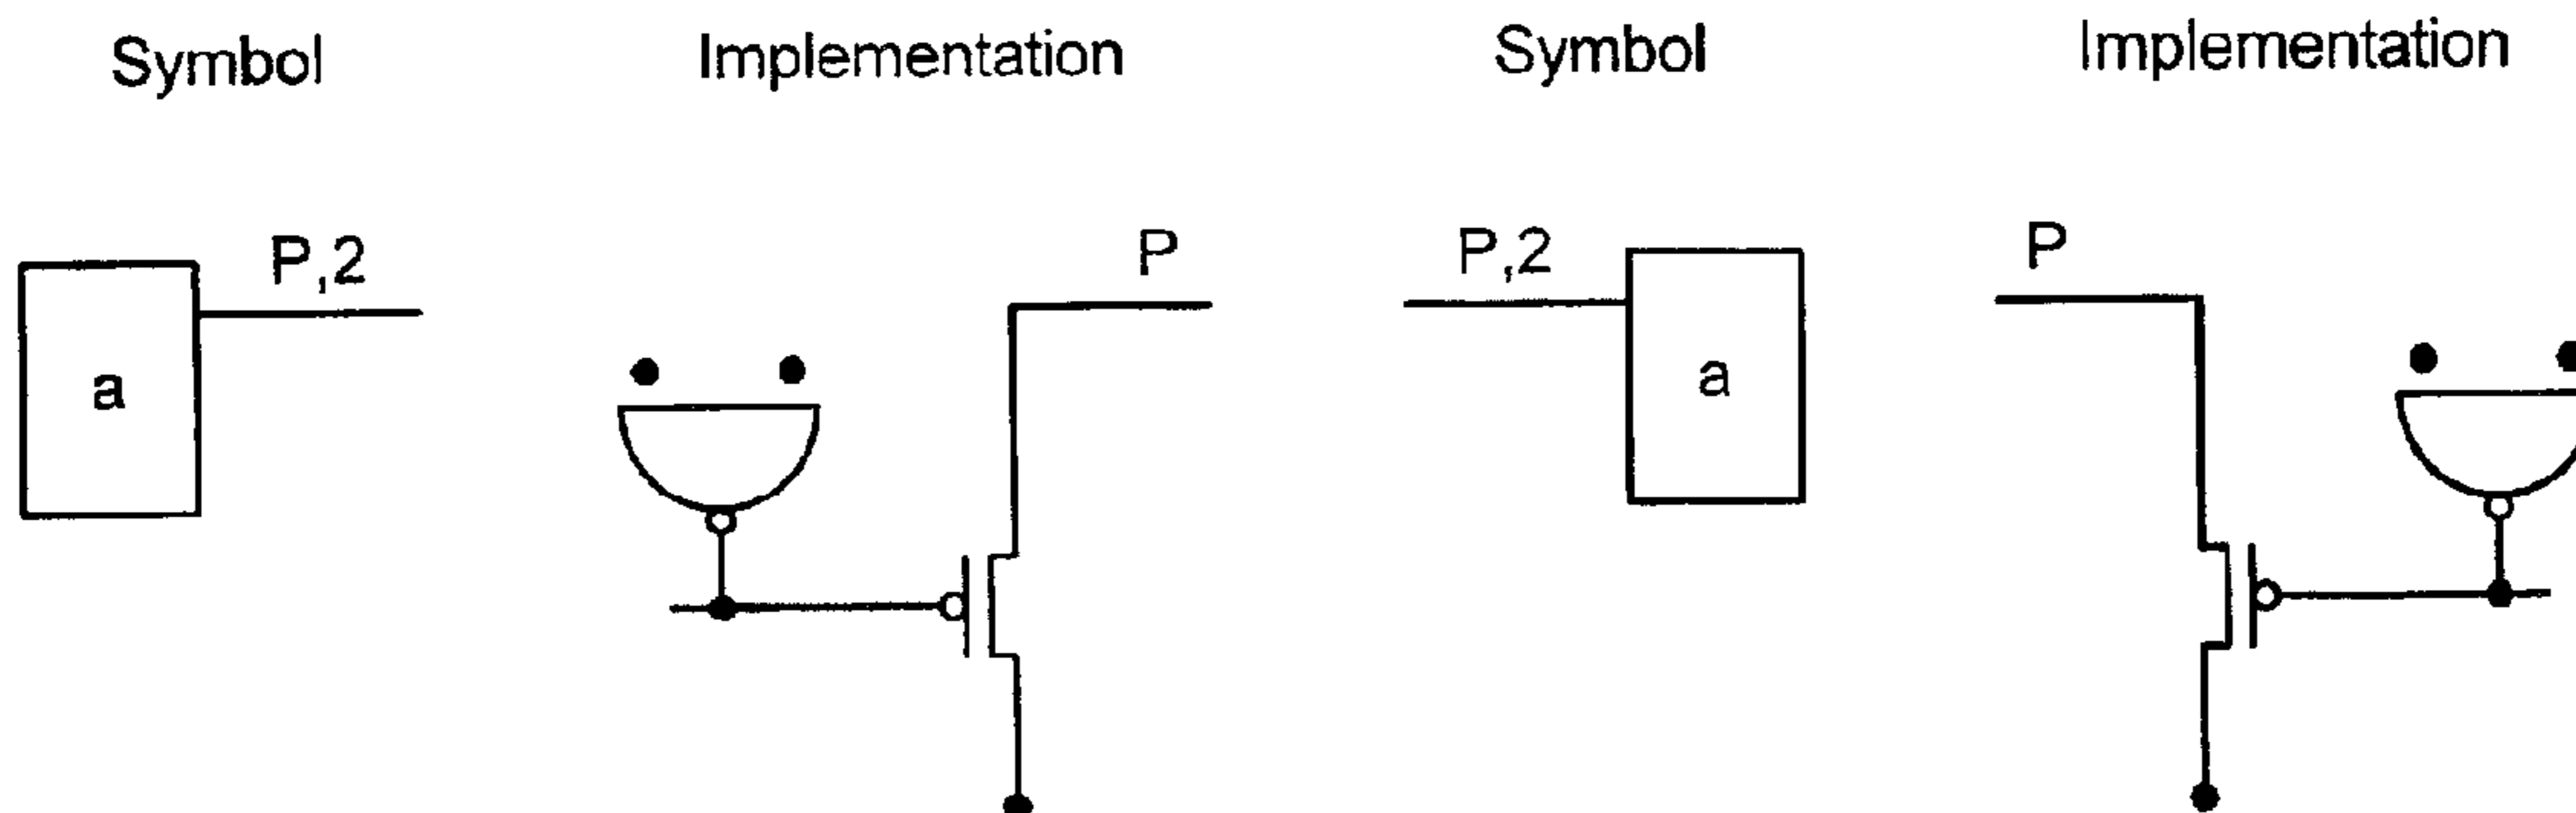 Symbol
Implementation
Symbol
Implementation
P,2
P
P,2
P
a
a